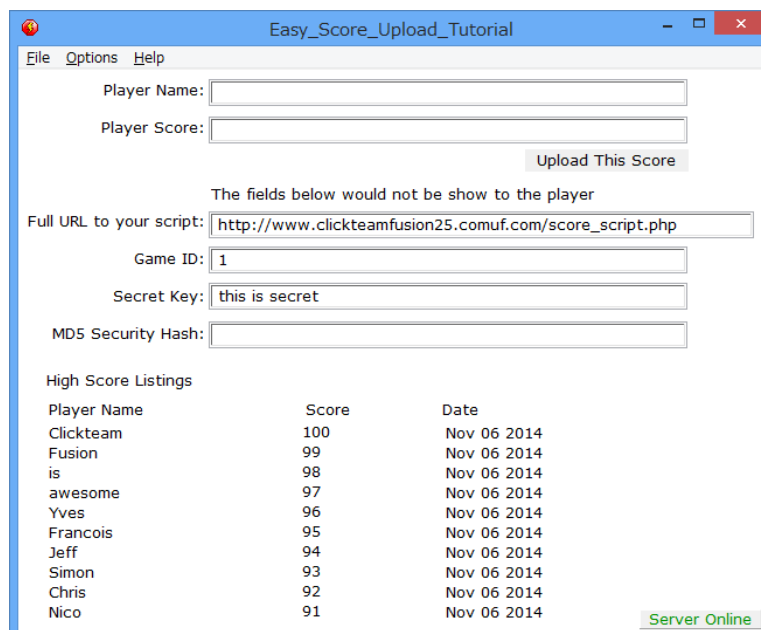 Easy_Score_Upload_Tutorial
File Options Help
Player Name:
Player Score:
Upload This Score
The fields below would not be show to the player
Full URL to your script: http://www.clickteamfusion25.comuf.com/score_script.php
Game ID: 1
Secret Key: this is secret
MD5 Security Hash:
High Score Listings
Player Name Score Date
Clickteam 100 Nov 06 2014
Fusion 99 Nov 06 2014
is 98 Nov 06 2014
awesome 97 Nov 06 2014
Yves 96 Nov 06 2014
Francois 95 Nov 06 2014
Jeff 94 Nov 06 2014
Simon 93 Nov 06 2014
Chris 92 Nov 06 2014
Nico 91 Nov 06 2014
Server Online